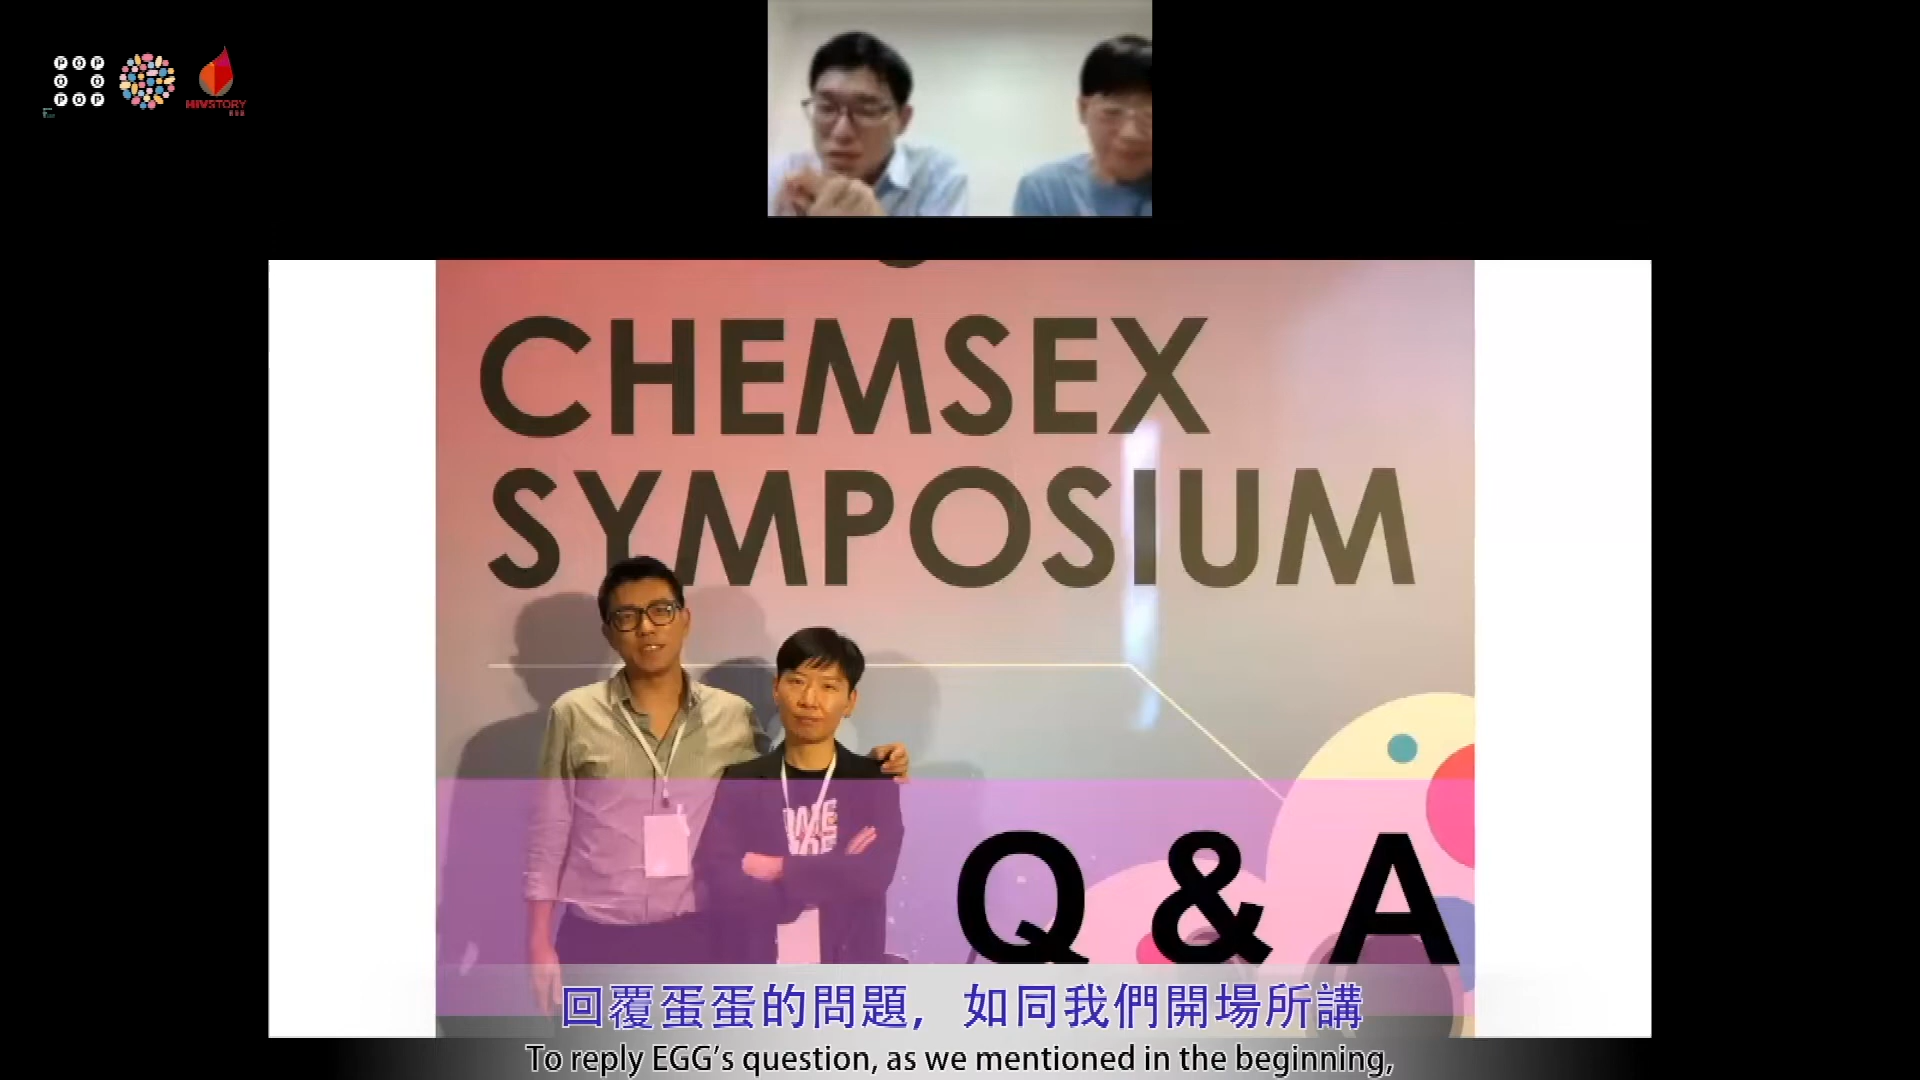 POP
O O
POP
HIVSTORY
CHEMSEX
SYMPOSIUM
Q & A
回覆蛋蛋的問題, 如同我們開場所講
To reply EGG's question, as we mentioned in the beginning,